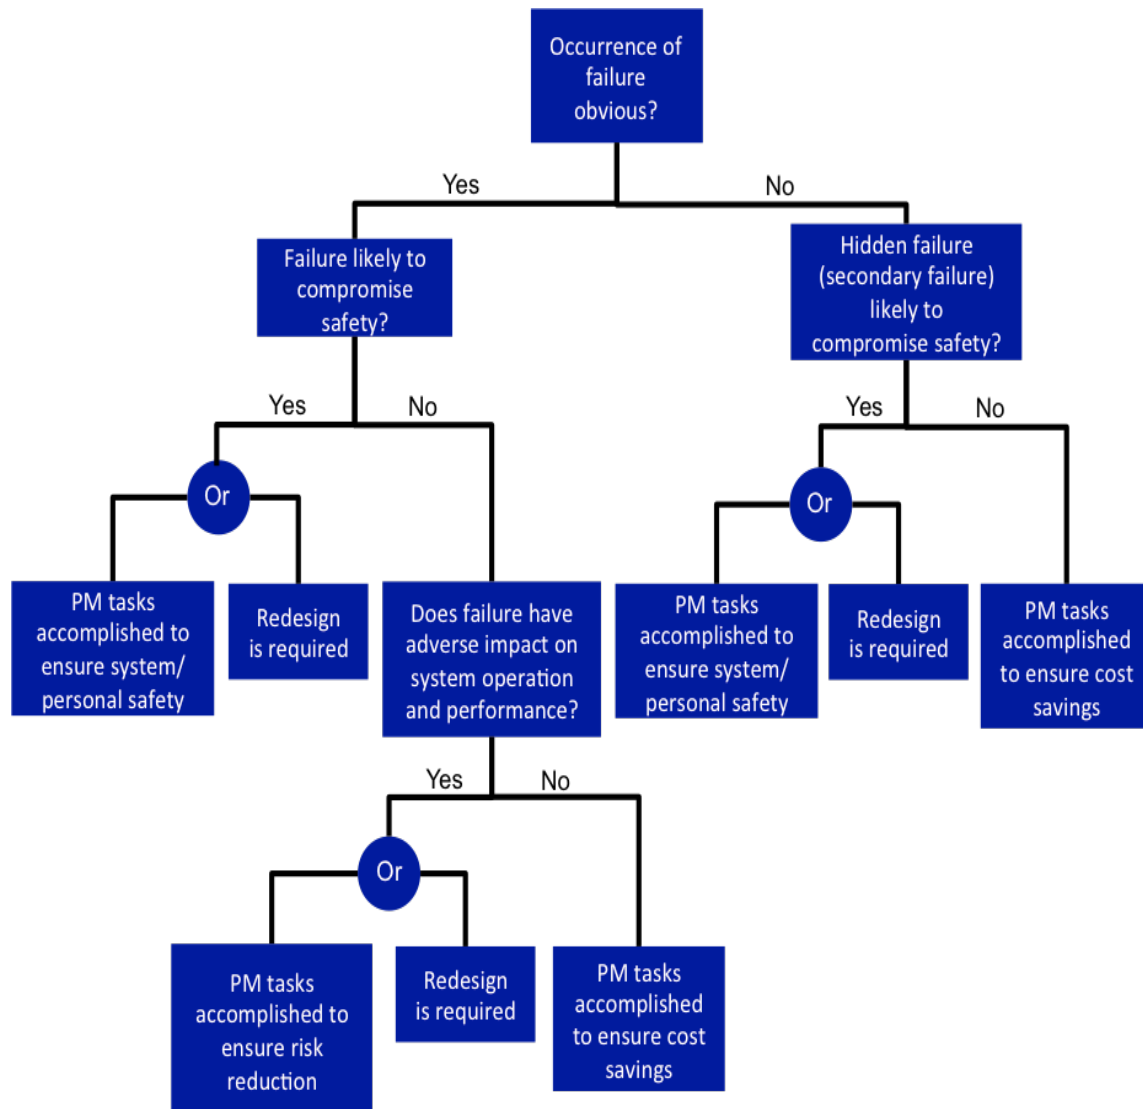 Occurrence of
failure
obvious?
Yes
No
Failure likely to
compromise
safety?
Hidden failure
(secondary failure)
likely to
compromise safety?
Yes
No
Yes
No
Or
Or
PM tasks
accomplished to
ensure system/
personal safety
Redesign
is required
Does failure have
adverse impact on
system operation
and performance?
PM tasks
accomplished to
ensure system/
personal safety
Redesign
is required
PM tasks
accomplished
to ensure cost
savings
Yes
No
Or
PM tasks
accomplished to
ensure risk
reduction
Redesign
is required
PM tasks
accomplished
to ensure cost
savings